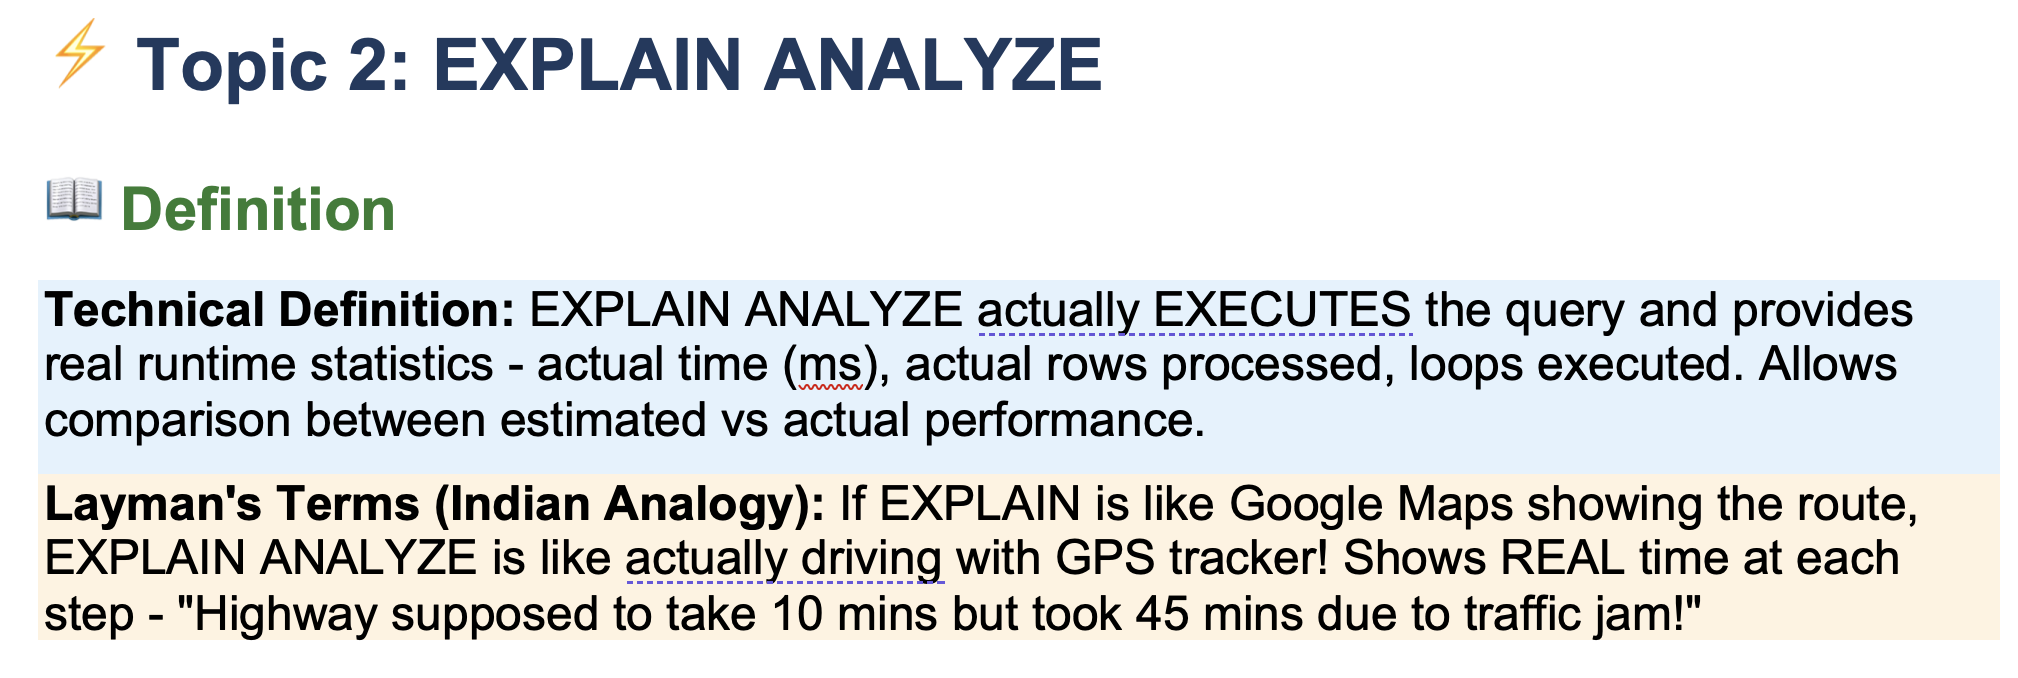 ⚡ Topic 2: EXPLAIN ANALYZE
📖 Definition
Technical Definition: EXPLAIN ANALYZE actually EXECUTES the query and provides
real runtime statistics - actual time (ms), actual rows processed, loops executed. Allows
comparison between estimated vs actual performance.
Layman's Terms (Indian Analogy): If EXPLAIN is like Google Maps showing the route,
EXPLAIN ANALYZE is like actually driving with GPS tracker! Shows REAL time at each
step - "Highway supposed to take 10 mins but took 45 mins due to traffic jam!"